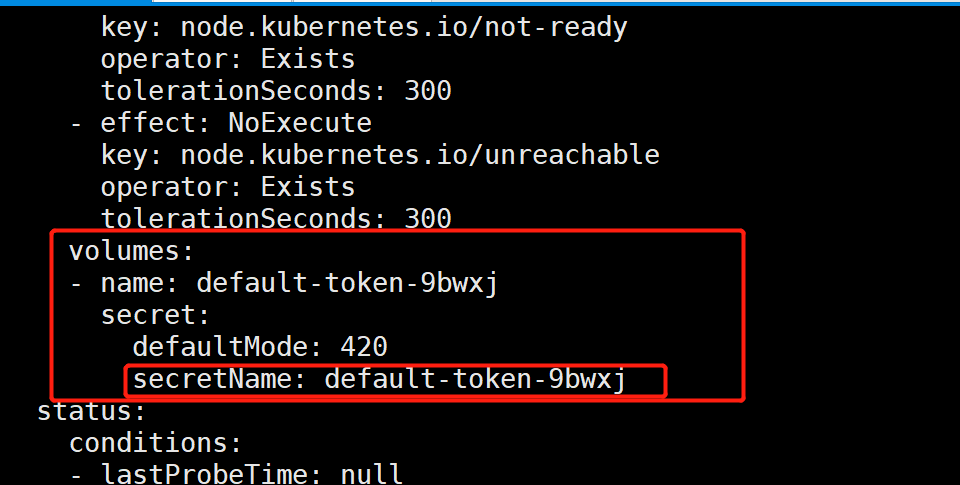 key: node.kubernetes.io/not-ready
operator: Exists
tolerationSeconds: 300
- effect: NoExecute
key: node.kubernetes.io/unreachable
operator: Exists
tolerationSeconds: 300
volumes:
- name: default-token-9bwxj
secret:
defaultMode: 420
secretName: default-token-9bwxj
status:
conditions:
- lastProbeTime: null